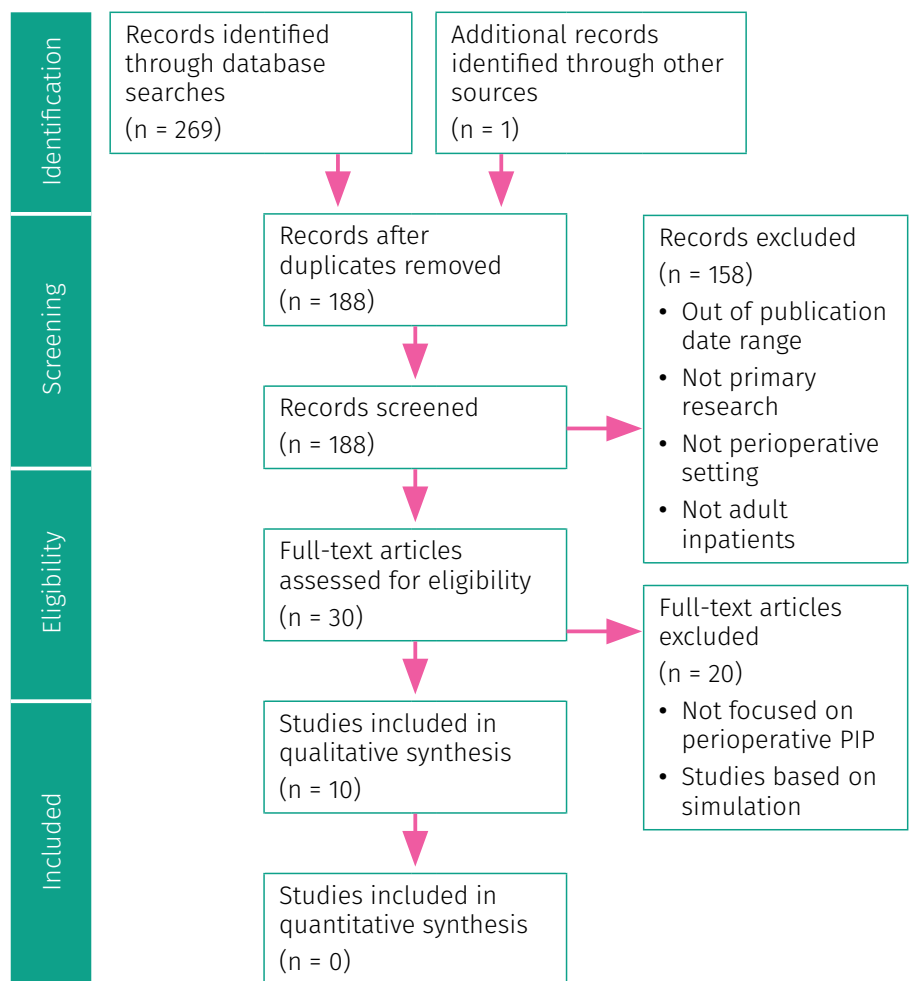 Identification
Records identified
through database
searches
(n = 269)
Additional records
identified through other
sources
(n = 1)
Screening
Records after
duplicates removed
(n = 188)
Records screened
(n = 188)
Records excluded
(n = 158)
• Out of publication
date range
• Not primary
research
• Not perioperative
setting
• Not adult
inpatients
Eligibility
Full-text articles
assessed for eligibility
(n = 30)
Full-text articles
excluded
(n = 20)
• Not focused on
perioperative PIP
• Studies based on
simulation
Included
Studies included in
qualitative synthesis
(n = 10)
Studies included in
quantitative synthesis
(n = 0)